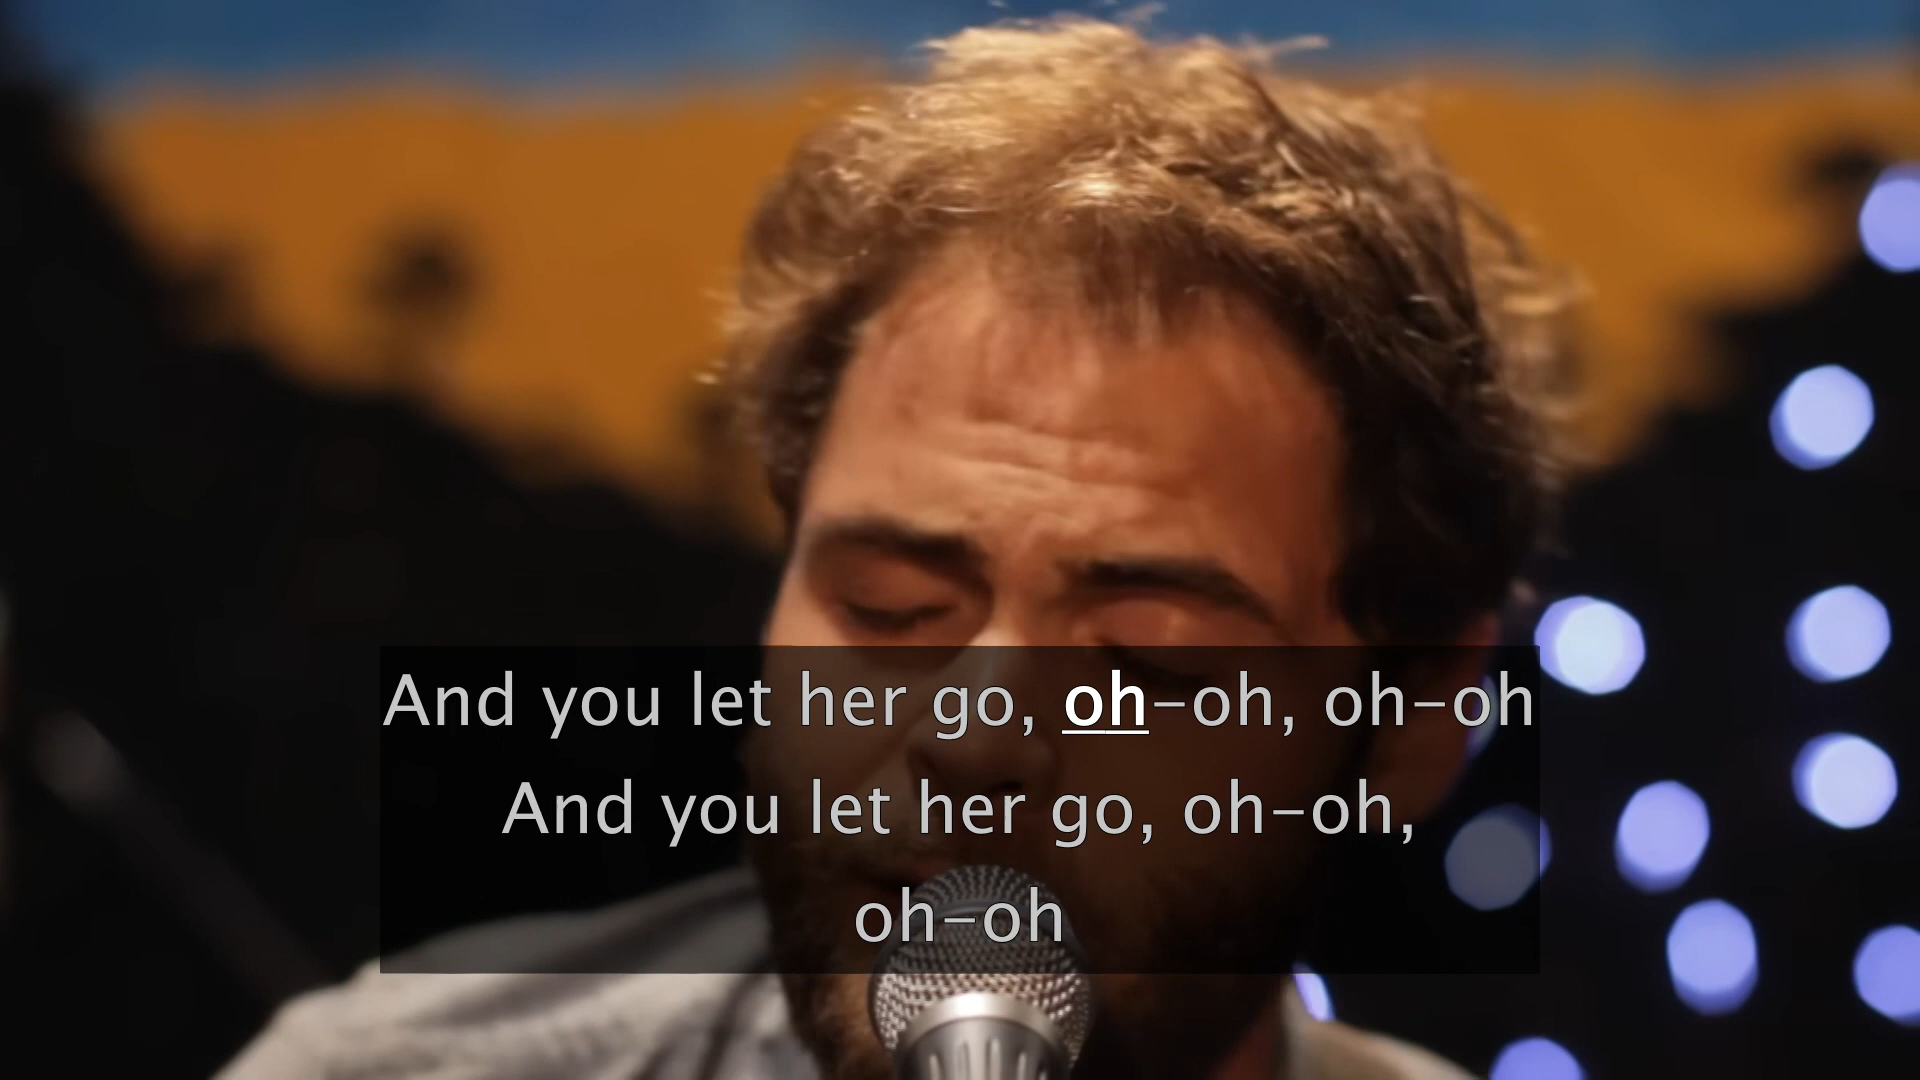 And you let her go, oh-oh, oh-oh
And you let her go, oh-oh,
oh-oh